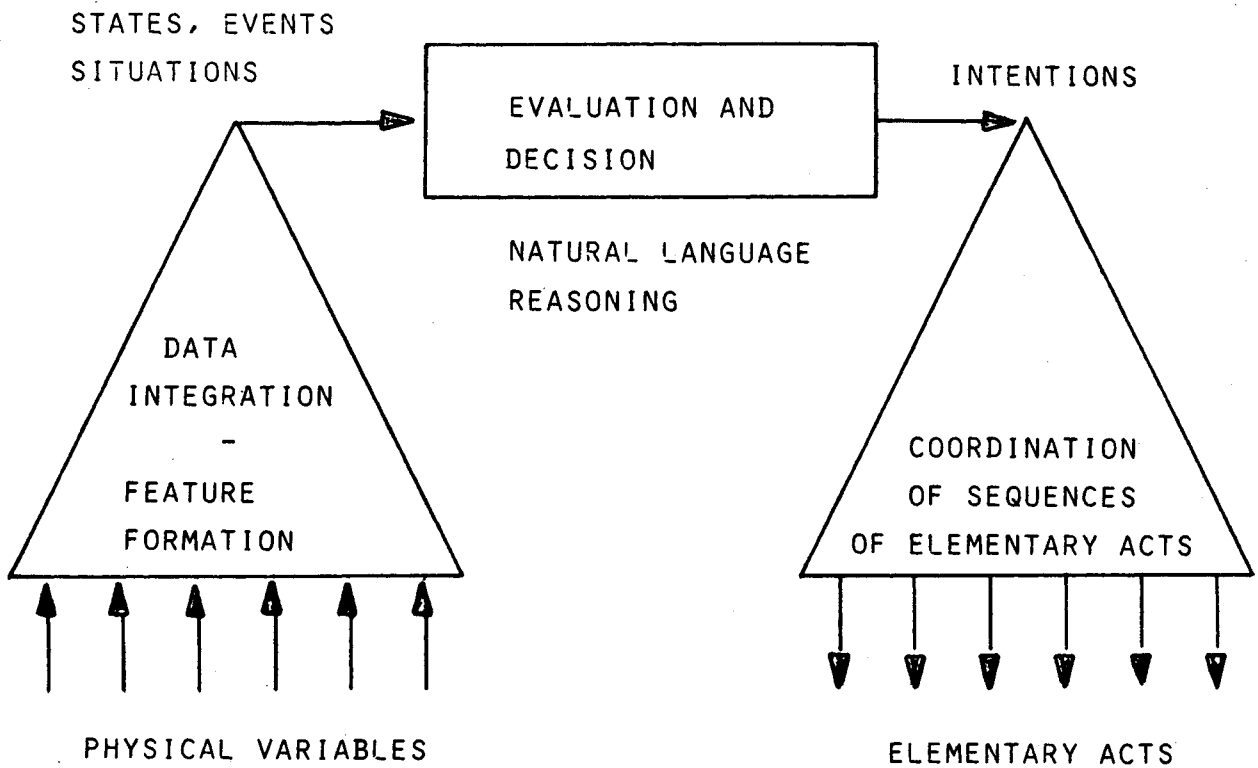 STATES, EVENTS
SITUATIONS
EVALUATION AND
DECISION
INTENTIONS
NATURAL LANGUAGE
REASONING
DATA
INTEGRATION
-
FEATURE
FORMATION
COORDINATION
OF SEQUENCES
OF ELEMENTARY ACTS
PHYSICAL VARIABLES
ELEMENTARY ACTS